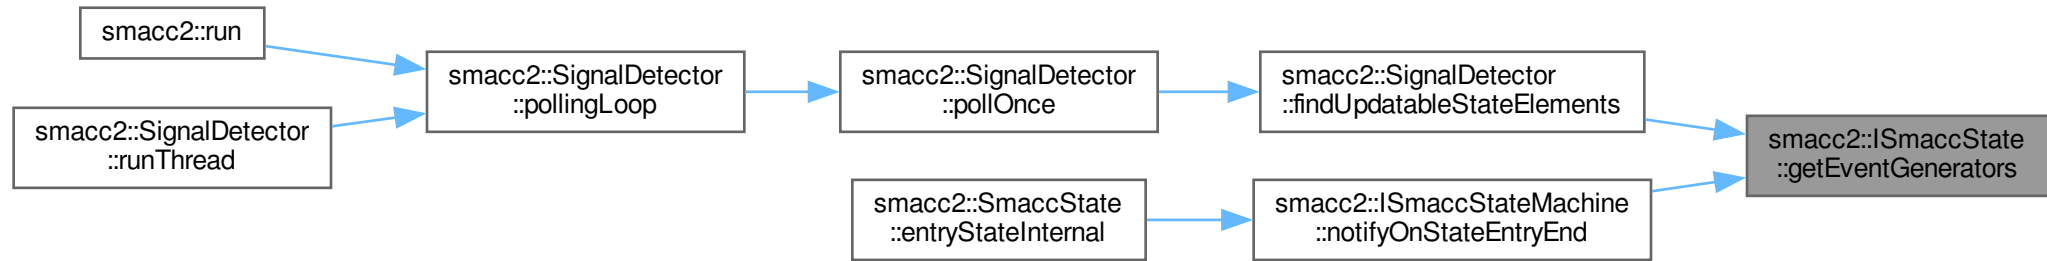 smacc2::run
smacc2::SignalDetector
::runThread
smacc2::SignalDetector
::pollingLoop
smacc2::SignalDetector
::pollOnce
smacc2::SmaccState
::entryStateInternal
smacc2::SignalDetector
::findUpdatableStateElements
smacc2::ISmaccStateMachine
::notifyOnStateEntryEnd
smacc2::ISmaccState
::getEventGenerators